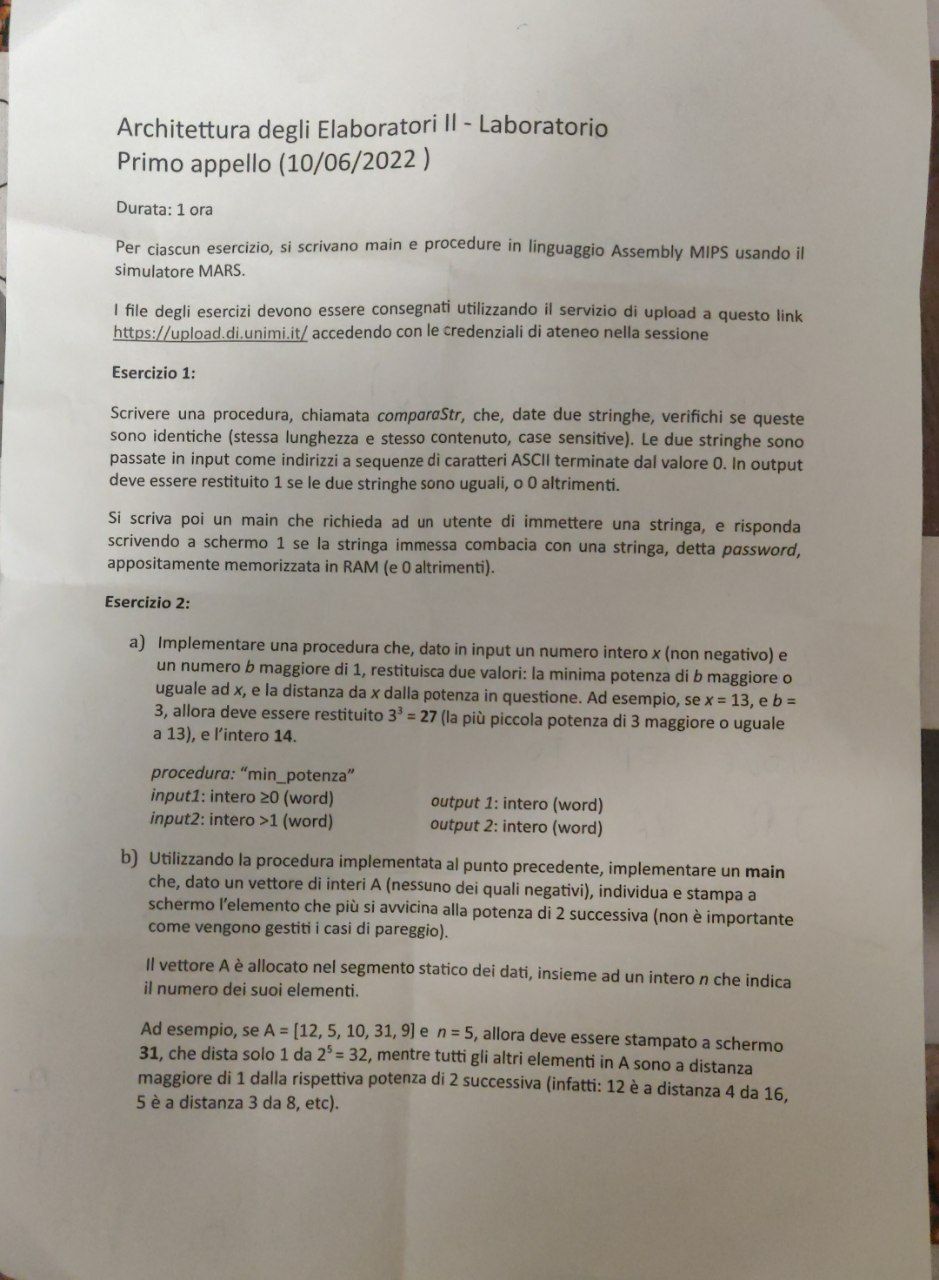 Architettura degli Elaboratori II - Laboratorio
Primo appello (10/06/2022 )
Durata: 1 ora
Per ciascun esercizio, si scrivano main e procedure in linguaggio Assembly MIPS usando il
simulatore MARS.
I file degli esercizi devono essere consegnati utilizzando il servizio di upload a questo link
https://upload.di.unimi.it/ accedendo con le credenziali di ateneo nella sessione
Esercizio 1:
Scrivere una procedura, chiamata comparaStr, che, date due stringhe, verifichi se queste
sono identiche (stessa lunghezza e stesso contenuto, case sensitive). Le due stringhe sono
passate in input come indirizzi a sequenze di caratteri ASCII terminate dal valore 0. In output
deve essere restituito 1 se le due stringhe sono uguali, o 0 altrimenti.
Si scriva poi un main che richieda ad un utente di immettere una stringa, e risponda
scrivendo a schermo 1 se la stringa immessa combacia con una stringa, detta password,
appositamente memorizzata in RAM (e 0 altrimenti).
Esercizio 2:
a) Implementare una procedura che, dato in input un numero intero x (non negativo) e
un numero b maggiore di 1, restituisca due valori: la minima potenza di b maggiore o
uguale ad x, e la distanza da x dalla potenza in questione. Ad esempio, se x = 13, e b =
3, allora deve essere restituito 3³ = 27 (la più piccola potenza di 3 maggiore o uguale
a 13), e l'intero 14.
procedura: "min_potenza"
input1: intero ≥0 (word) output 1: intero (word)
input2: intero >1 (word) output 2: intero (word)
b) Utilizzando la procedura implementata al punto precedente, implementare un main
che, dato un vettore di interi A (nessuno dei quali negativi), individua e stampa a
schermo l'elemento che più si avvicina alla potenza di 2 successiva (non è importante
come vengono gestiti i casi di pareggio).
Il vettore A è allocato nel segmento statico dei dati, insieme ad un intero n che indica
il numero dei suoi elementi.
Ad esempio, se A = [12, 5, 10, 31, 9] e n = 5, allora deve essere stampato a schermo
31, che dista solo 1 da 2⁵ = 32, mentre tutti gli altri elementi in A sono a distanza
maggiore di 1 dalla rispettiva potenza di 2 successiva (infatti: 12 è a distanza 4 da 16,
5 è a distanza 3 da 8, etc).